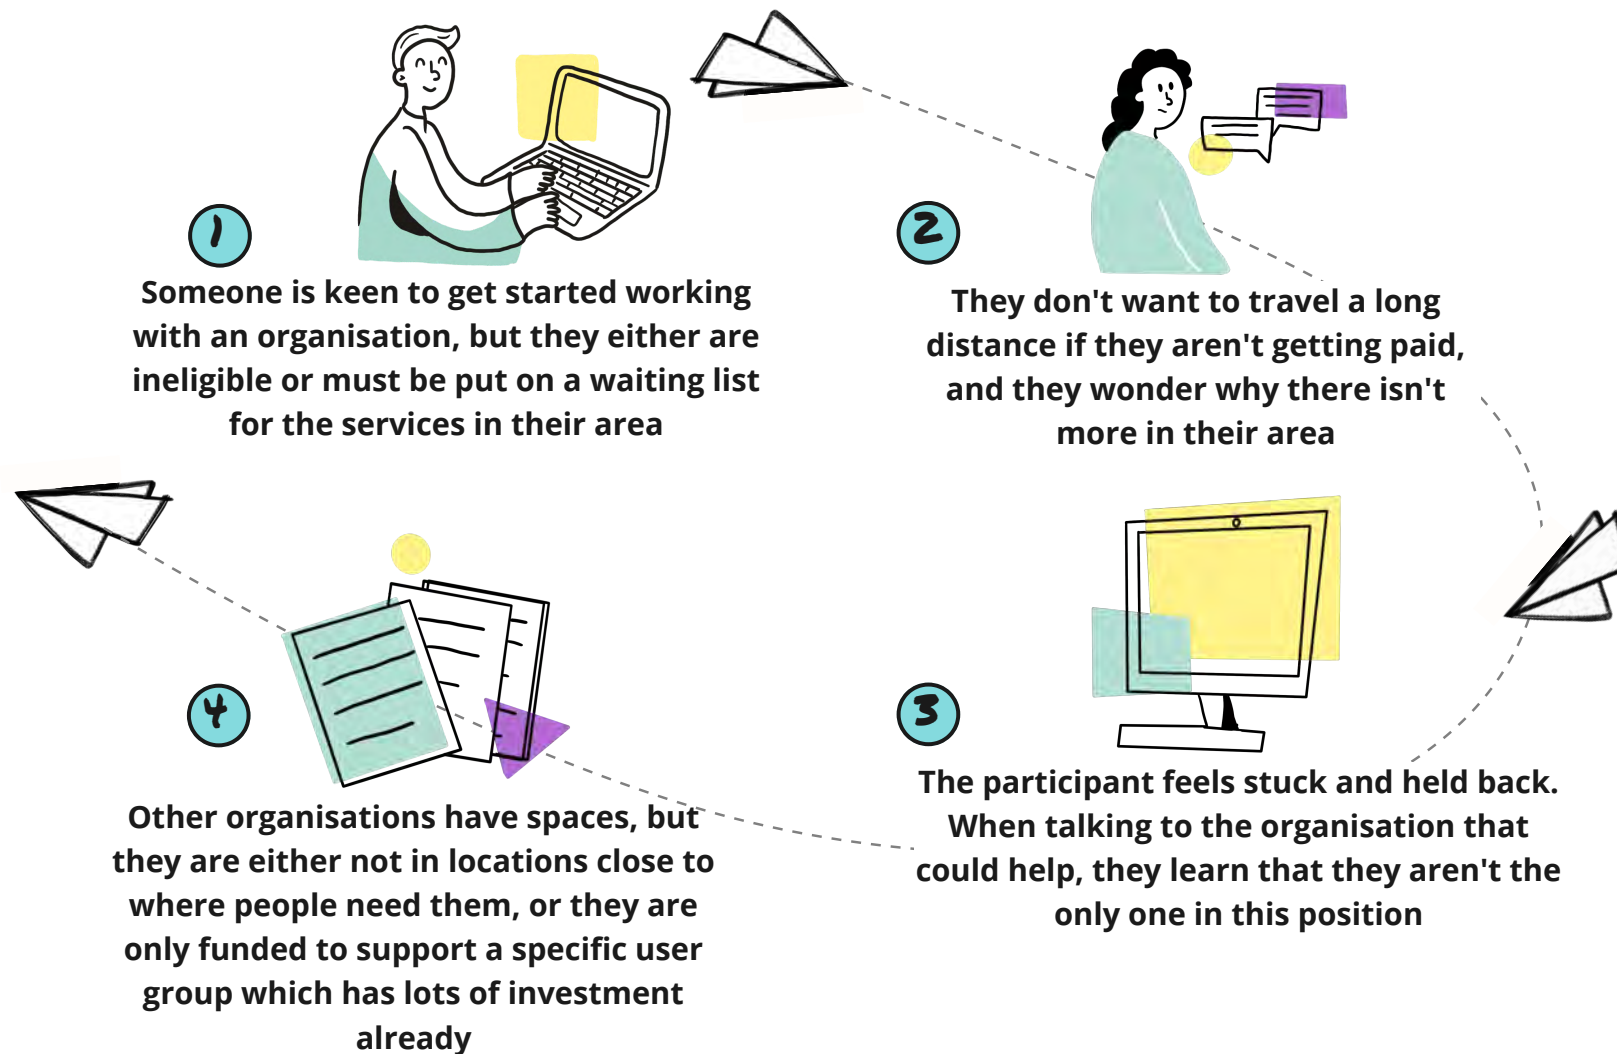 1
Someone is keen to get started working
with an organisation, but they either are
ineligible or must be put on a waiting list
for the services in their area
2
They don't want to travel a long
distance if they aren't getting paid,
and they wonder why there isn't
more in their area
3
The participant feels stuck and held back.
When talking to the organisation that
could help, they learn that they aren't the
only one in this position
4
Other organisations have spaces, but
they are either not in locations close to
where people need them, or they are
only funded to support a specific user
group which has lots of investment
already